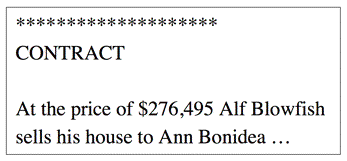 ********************
CONTRACT
At the price of $276,495 Alf Blowfish
sells his house to Ann Bonidea …